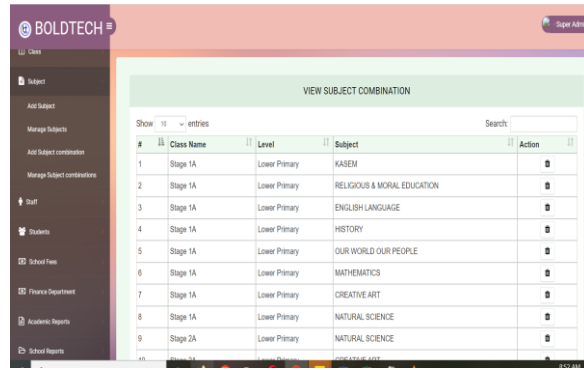 BOLDTECH
Super Admi
Class
Subject
Add Subject
Manage Subjects
Add Subject combination
Manage Subject combinations
Staff
Students
School Fees
Finance Department
Academic Reports
School Reports
VIEW SUBJECT COMBINATION
Show 10 entries
Search:
# Class Name Level Subject Action
1 Stage 1A Lower Primary KASEM
2 Stage 1A Lower Primary RELIGIOUS & MORAL EDUCATION
3 Stage 1A Lower Primary ENGLISH LANGUAGE
4 Stage 1A Lower Primary HISTORY
5 Stage 1A Lower Primary OUR WORLD OUR PEOPLE
6 Stage 1A Lower Primary MATHEMATICS
7 Stage 1A Lower Primary CREATIVE ART
8 Stage 1A Lower Primary NATURAL SCIENCE
9 Stage 2A Lower Primary NATURAL SCIENCE
10 Stage 2A Lower Primary CREATIVE ART
8:52 AM